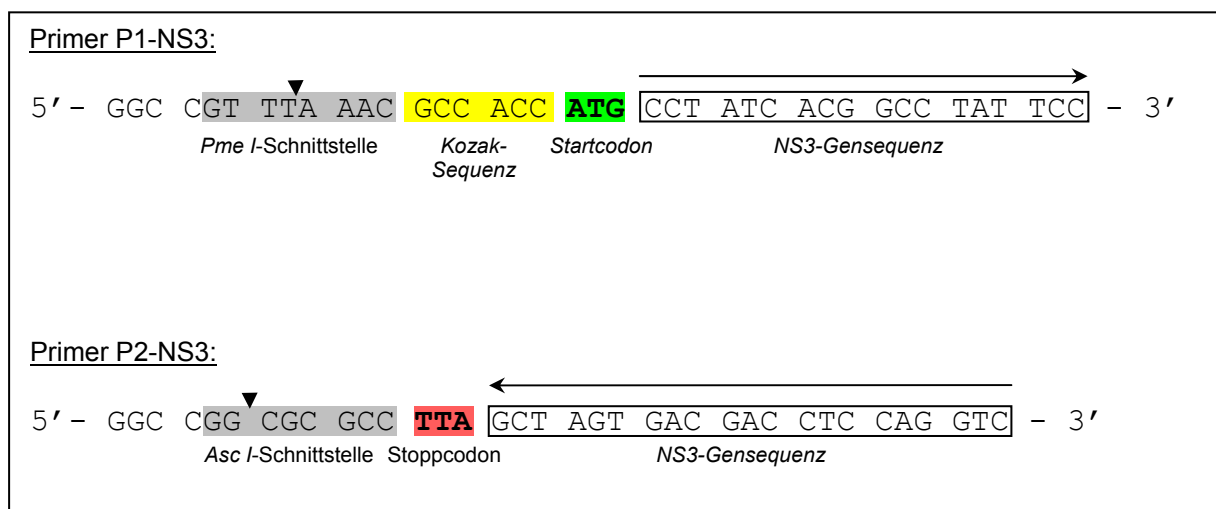 Primer P1-NS3:
5’- GGC CGT TTA AAC GCC ACC ATG CCT ATC ACG GCC TAT TCC - 3’
Pme I-Schnittstelle Kozak-Sequenz Startcodon NS3-Gensequenz
Primer P2-NS3:
5’- GGC CGG CGC GCC TTA GCT AGT GAC GAC CTC CAG GTC - 3’
Asc I-Schnittstelle Stoppcodon NS3-Gensequenz